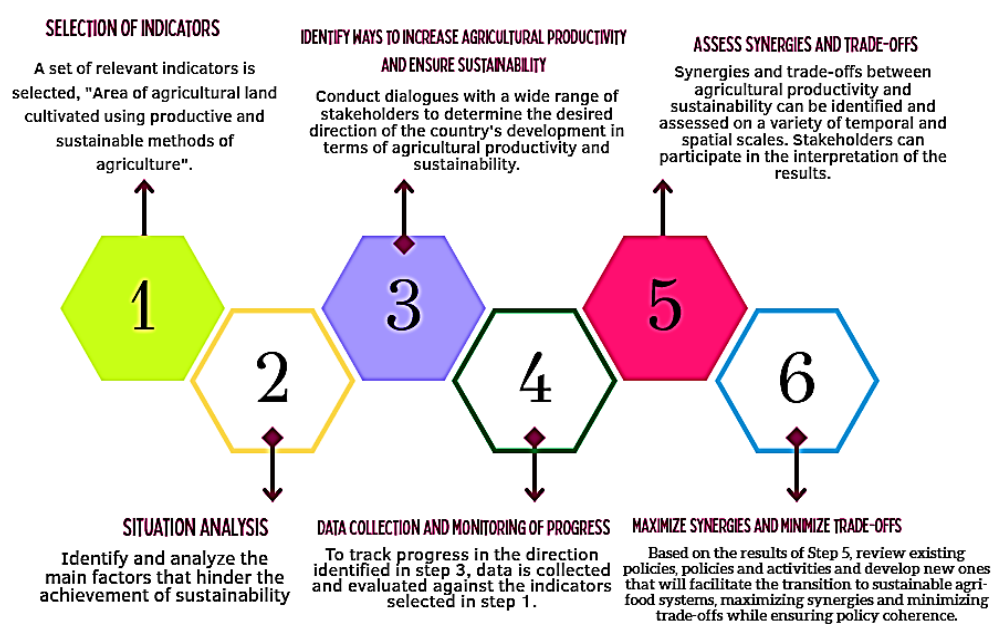 SELECTION OF INDICATORS
A set of relevant indicators is
selected, "Area of agricultural land
cultivated using productive and
sustainable methods of
agriculture".
1
SITUATION ANALYSIS
Identify and analyze the
main factors that hinder the
achievement of sustainability
2
IDENTIFY WAYS TO INCREASE AGRICULTURAL PRODUCTIVITY
AND ENSURE SUSTAINABILITY
Conduct dialogues with a wide range of
stakeholders to determine the desired
direction of the country's development in
terms of agricultural productivity and
sustainability.
3
DATA COLLECTION AND MONITORING OF PROGRESS
To track progress in the direction
identified in step 3, data is collected
and evaluated against the indicators
selected in step 1.
4
ASSESS SYNERGIES AND TRADE-OFFS
Synergies and trade-offs between
agricultural productivity and
sustainability can be identified and
assessed on a variety of temporal and
spatial scales. Stakeholders can
participate in the interpretation of the
results.
5
MAXIMIZE SYNERGIES AND MINIMIZE TRADE-OFFS
Based on the results of Step 5, review existing
policies, policies and activities and develop new ones
that will facilitate the transition to sustainable agri-
food systems, maximizing synergies and minimizing
trade-offs while ensuring policy coherence.
6